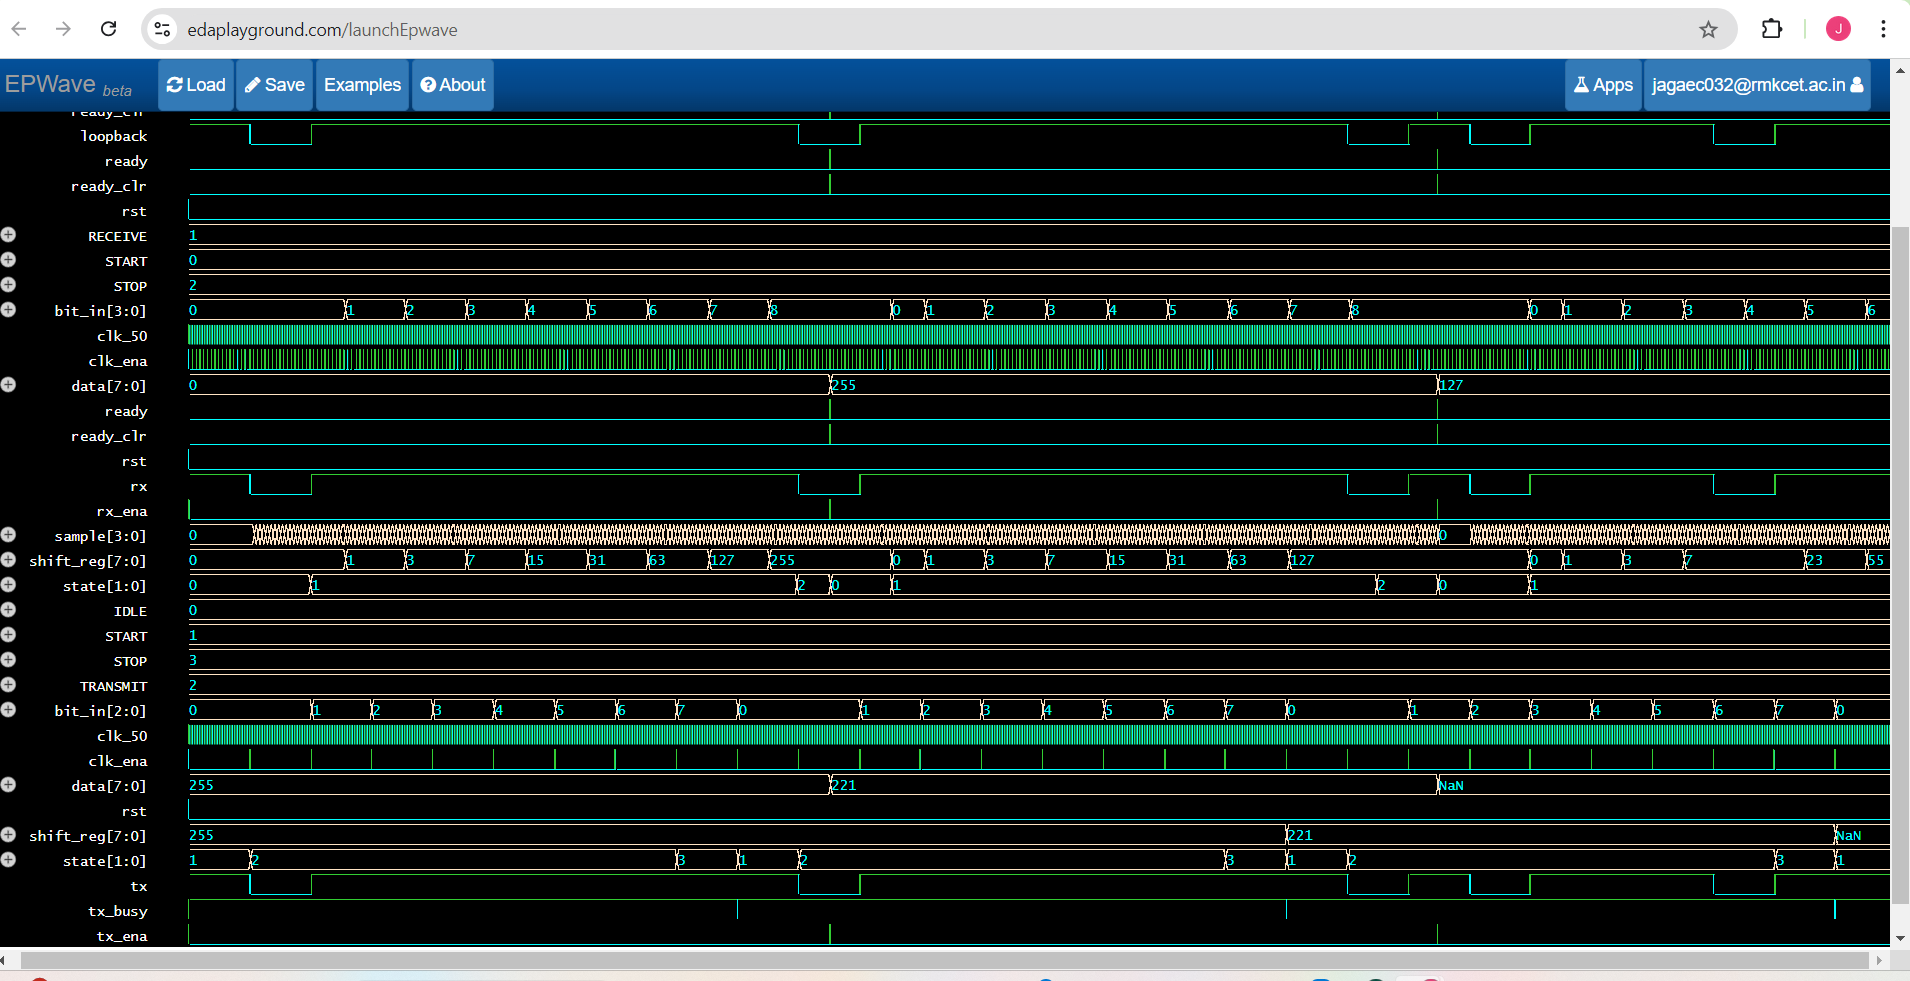 edaplayground.com/launchEpwave
J
EPWave beta
Load
Save
Examples
About
Apps
jagaec032@rmkcet.ac.in
ready_clr
loopback
ready
ready_clr
rst
RECEIVE 1
START 0
STOP 2
bit_in[3:0] 0 1 2 3 4 5 6 7 8 0 1 2 3 4 5 6 7 8 0 1 2 3 4 5 6
clk_50
clk_ena
data[7:0] 0 255 127
ready
ready_clr
rst
rx
rx_ena
sample[3:0] 0 0
shift_reg[7:0] 0 1 3 7 15 31 63 127 255 0 1 3 7 15 31 63 127 0 1 3 7 23 55
state[1:0] 0 1 2 0 1 2 0 1
IDLE 0
START 1
STOP 3
TRANSMIT 2
bit_in[2:0] 0 1 2 3 4 5 6 7 0 1 2 3 4 5 6 7 0 1 2 3 4 5 6 7 0
clk_50
clk_ena
data[7:0] 255 221 NaN
rst
shift_reg[7:0] 255 221 NaN
state[1:0] 1 2 3 1 2 3 1 2 3 1
tx
tx_busy
tx_ena